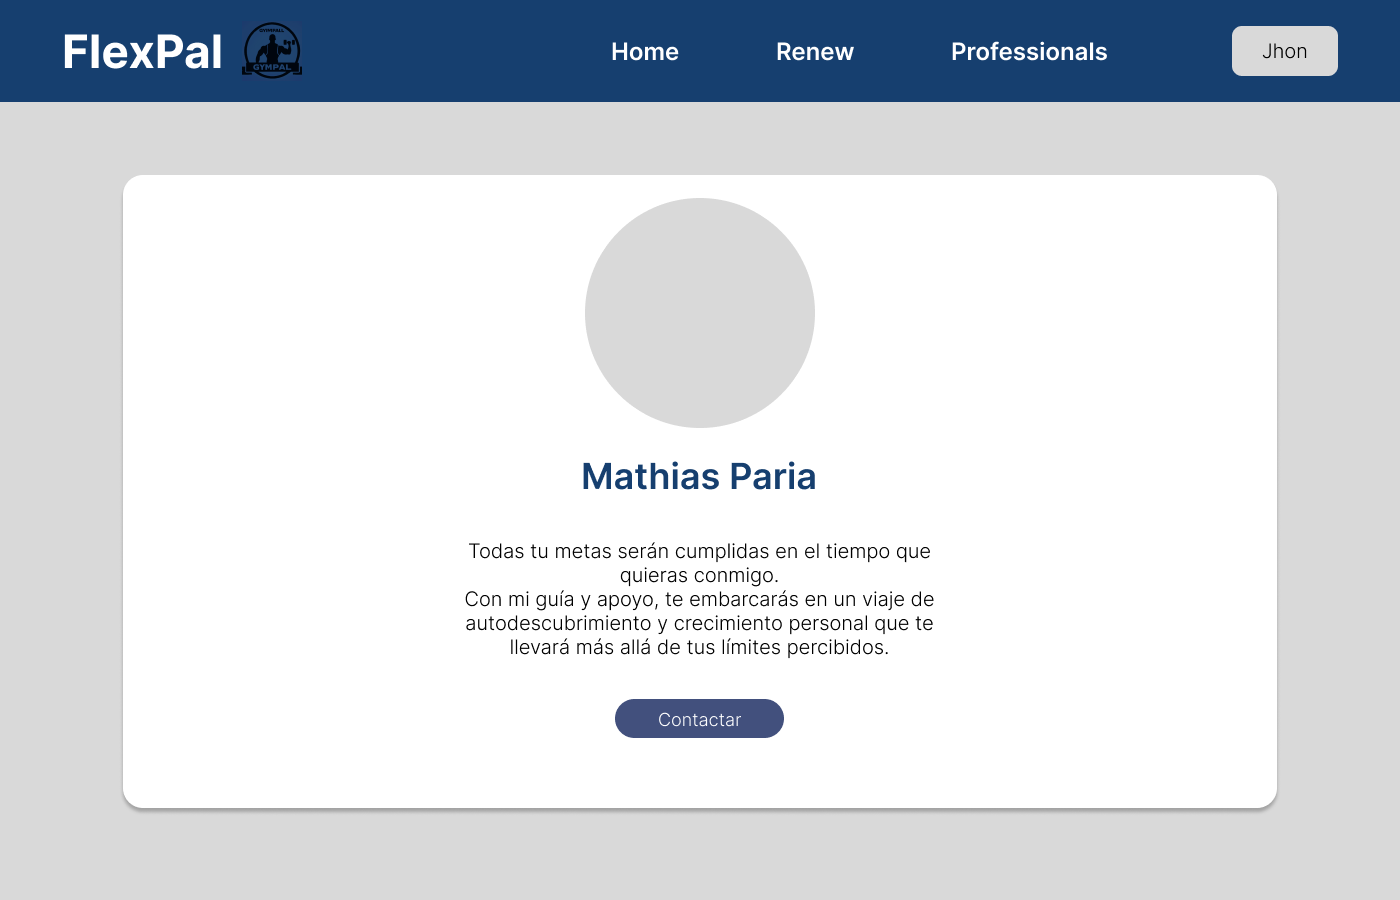 FlexPal
GYMPAL
Home
Renew
Professionals
Jhon
Mathias Paria
Todas tu metas serán cumplidas en el tiempo que
quieras conmigo.
Con mi guía y apoyo, te embarcarás en un viaje de
autodescubrimiento y crecimiento personal que te
llevará más allá de tus límites percibidos.
Contactar